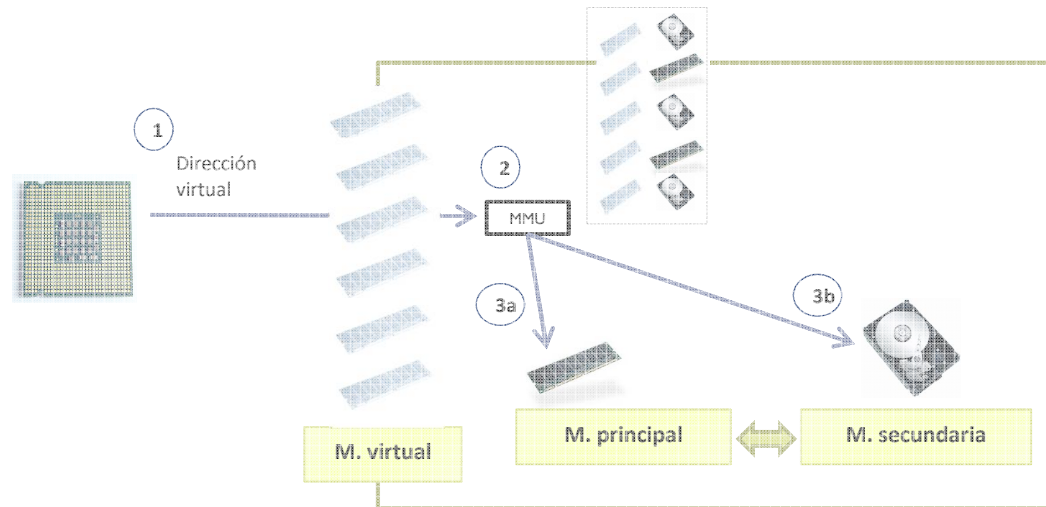 1
Dirección
virtual
2
MMU
3a
3b
M. virtual
M. principal
M. secundaria